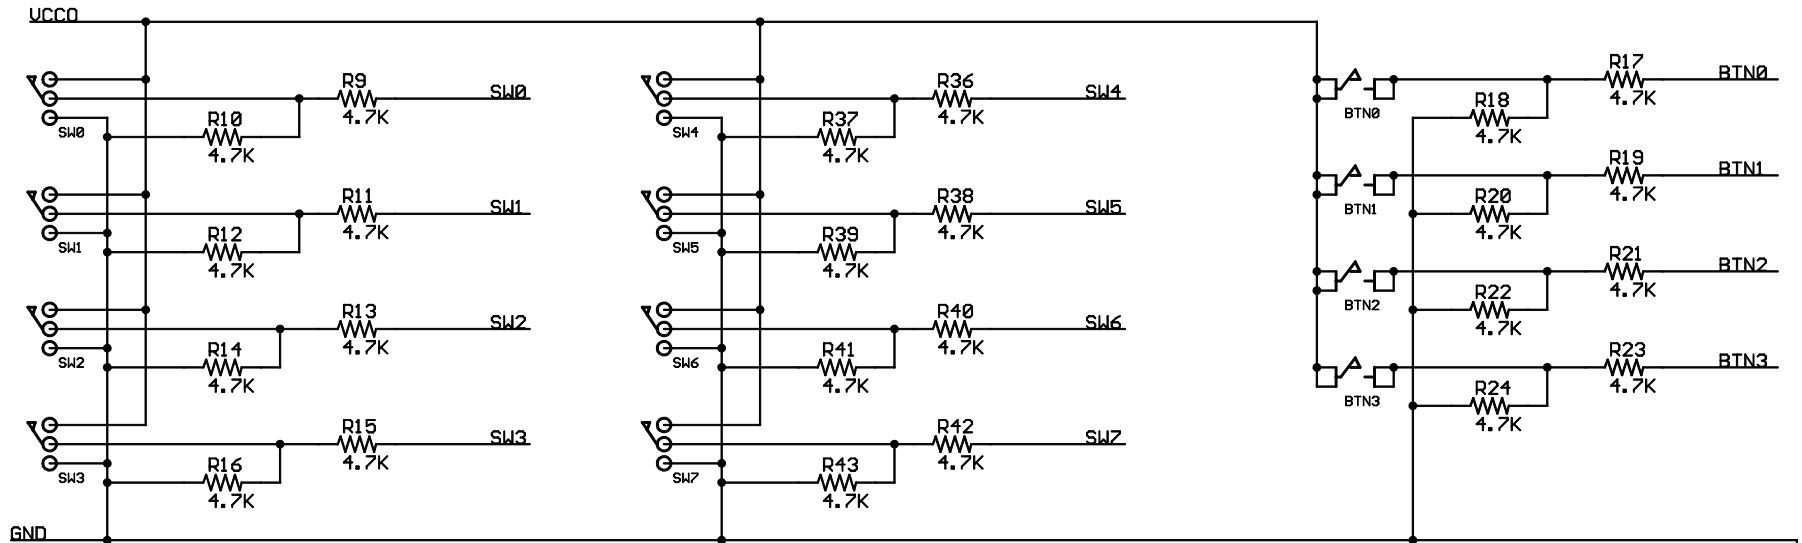 VCCO
R9
SW0
4.7K
SW0
R10
4.7K
R11
SW1
4.7K
SW1
R12
4.7K
R13
SW2
4.7K
SW2
R14
4.7K
R15
SW3
4.7K
SW3
R16
4.7K
GND
R36
SW4
4.7K
SW4
R37
4.7K
R38
SW5
4.7K
SW5
R39
4.7K
R40
SW6
4.7K
SW6
R41
4.7K
R42
SW7
4.7K
SW7
R43
4.7K
R17
BTN0
4.7K
BTN0
R18
4.7K
R19
BTN1
4.7K
BTN1
R20
4.7K
R21
BTN2
4.7K
BTN2
R22
4.7K
R23
BTN3
4.7K
BTN3
R24
4.7K